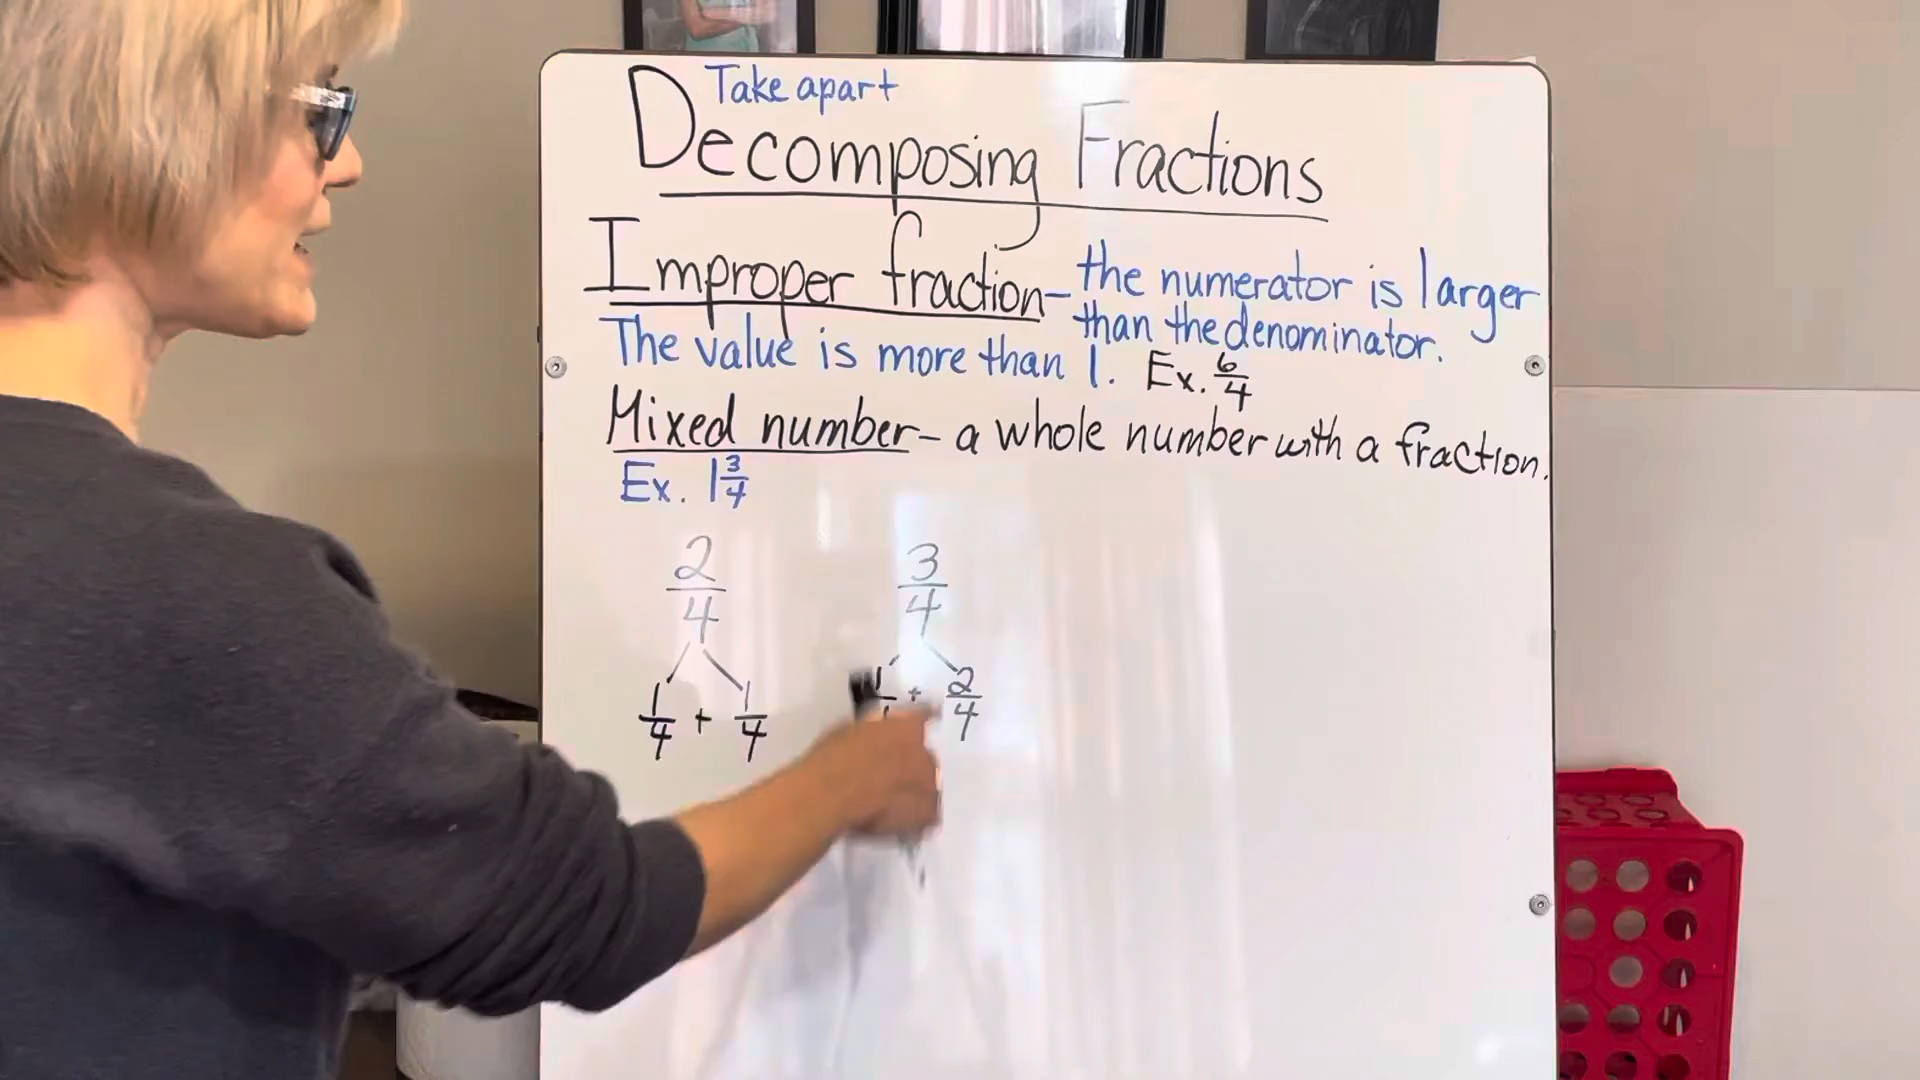 Take apart
Decomposing Fractions
Improper fraction - the numerator is larger
than the denominator.
The value is more than 1. Ex. 6/4
Mixed number - a whole number with a fraction.
Ex. 1 3/4
2/4 3/4
1/4 + 1/4 + 2/4